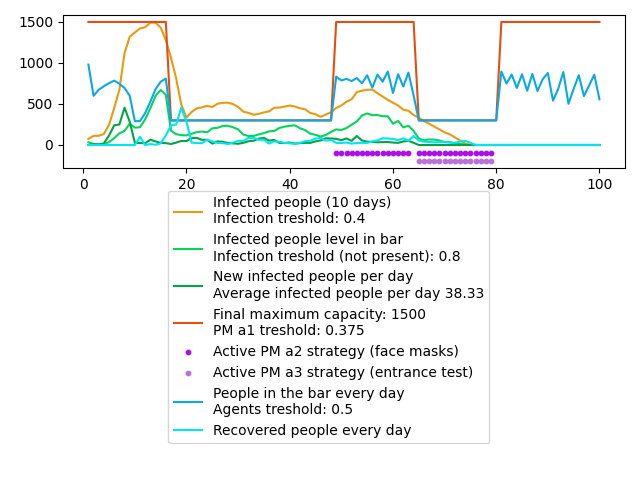 1500
1000
500
0
0 20 40 60 80 100
Infected people (10 days)
Infection treshold: 0.4
Infected people level in bar
Infection treshold (not present): 0.8
New infected people per day
Average infected people per day 38.33
Final maximum capacity: 1500
PM a1 treshold: 0.375
Active PM a2 strategy (face masks)
Active PM a3 strategy (entrance test)
People in the bar every day
Agents treshold: 0.5
Recovered people every day